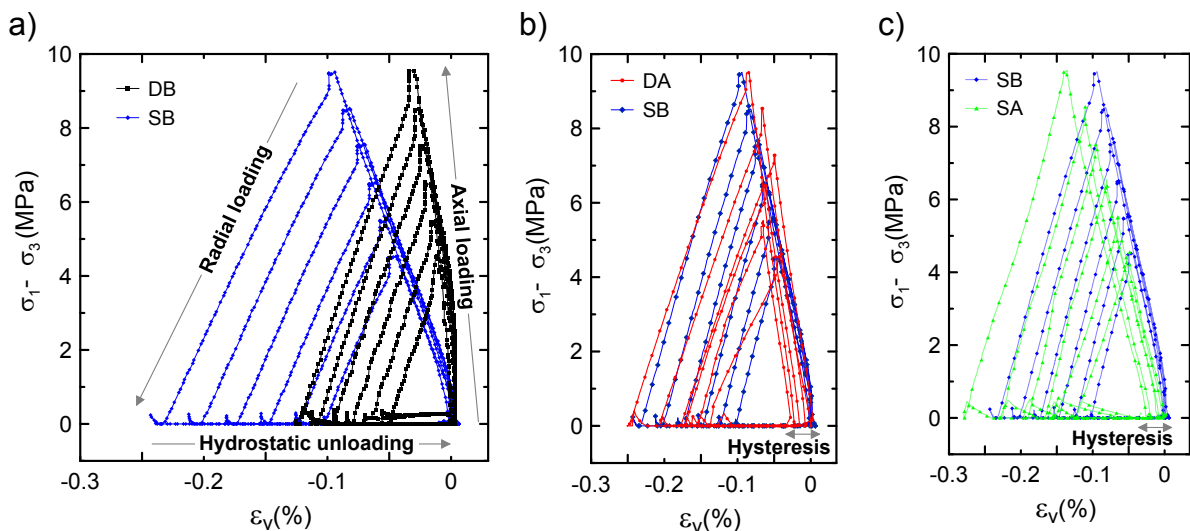 a)
10
8
6
4
2
0
σ1- σ3(MPa)
DB
SB
Radial loading
Axial loading
Hydrostatic unloading
-0.3 -0.2 -0.1 0
εv(%)
b)
10
8
6
4
2
0
σ1- σ3(MPa)
DA
SB
Hysteresis
-0.3 -0.2 -0.1 0
εv(%)
c)
10
8
6
4
2
0
σ1- σ3(MPa)
SB
SA
Hysteresis
-0.3 -0.2 -0.1 0
εv(%)